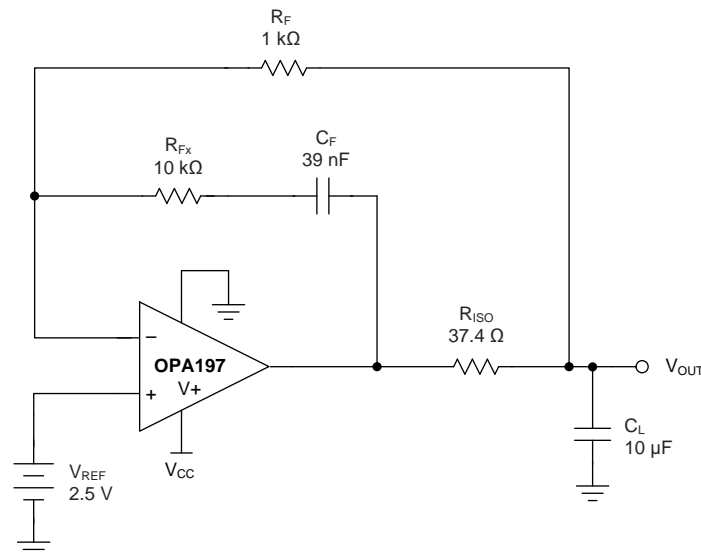 RF
1 kΩ
RFx
10 kΩ
CF
39 nF
RISO
37.4 Ω
−
OPA197
+
V+
VOUT
CL
10 µF
VCC
VREF
2.5 V